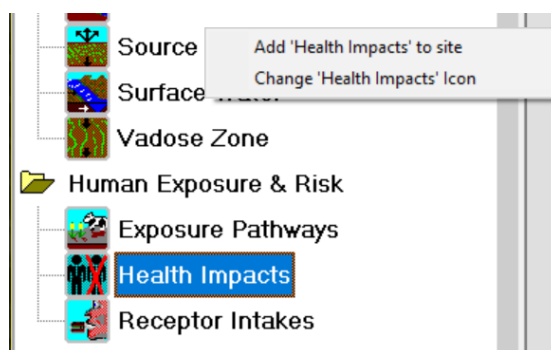 Source
Add 'Health Impacts' to site
Change 'Health Impacts' Icon
Surface
Vadose Zone
Human Exposure & Risk
Exposure Pathways
Health Impacts
Receptor Intakes